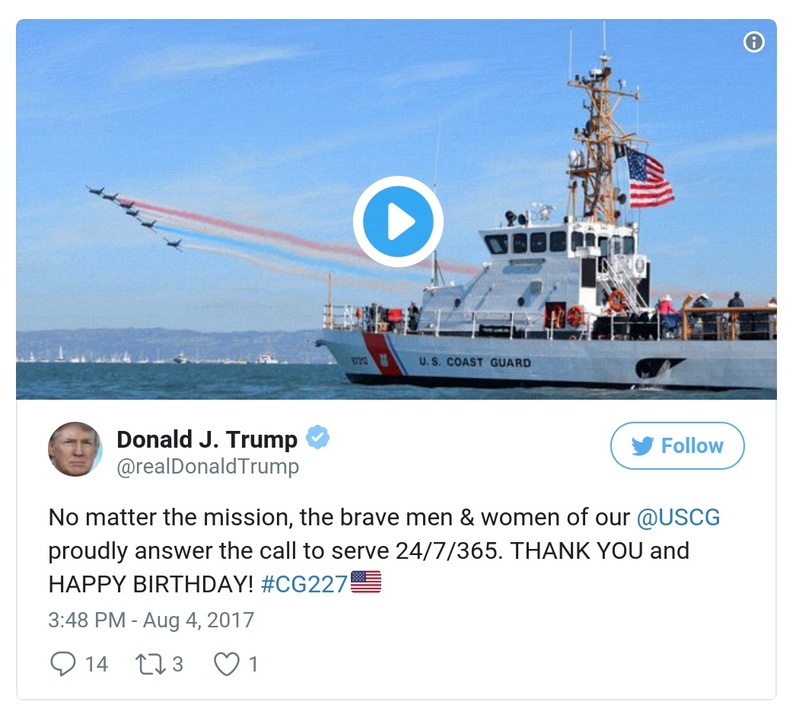 U.S. COAST GUARD
Donald J. Trump
@realDonaldTrump
Follow
No matter the mission, the brave men & women of our @USCG
proudly answer the call to serve 24/7/365. THANK YOU and
HAPPY BIRTHDAY! #CG227🇺🇸
3:48 PM - Aug 4, 2017
14 3 1